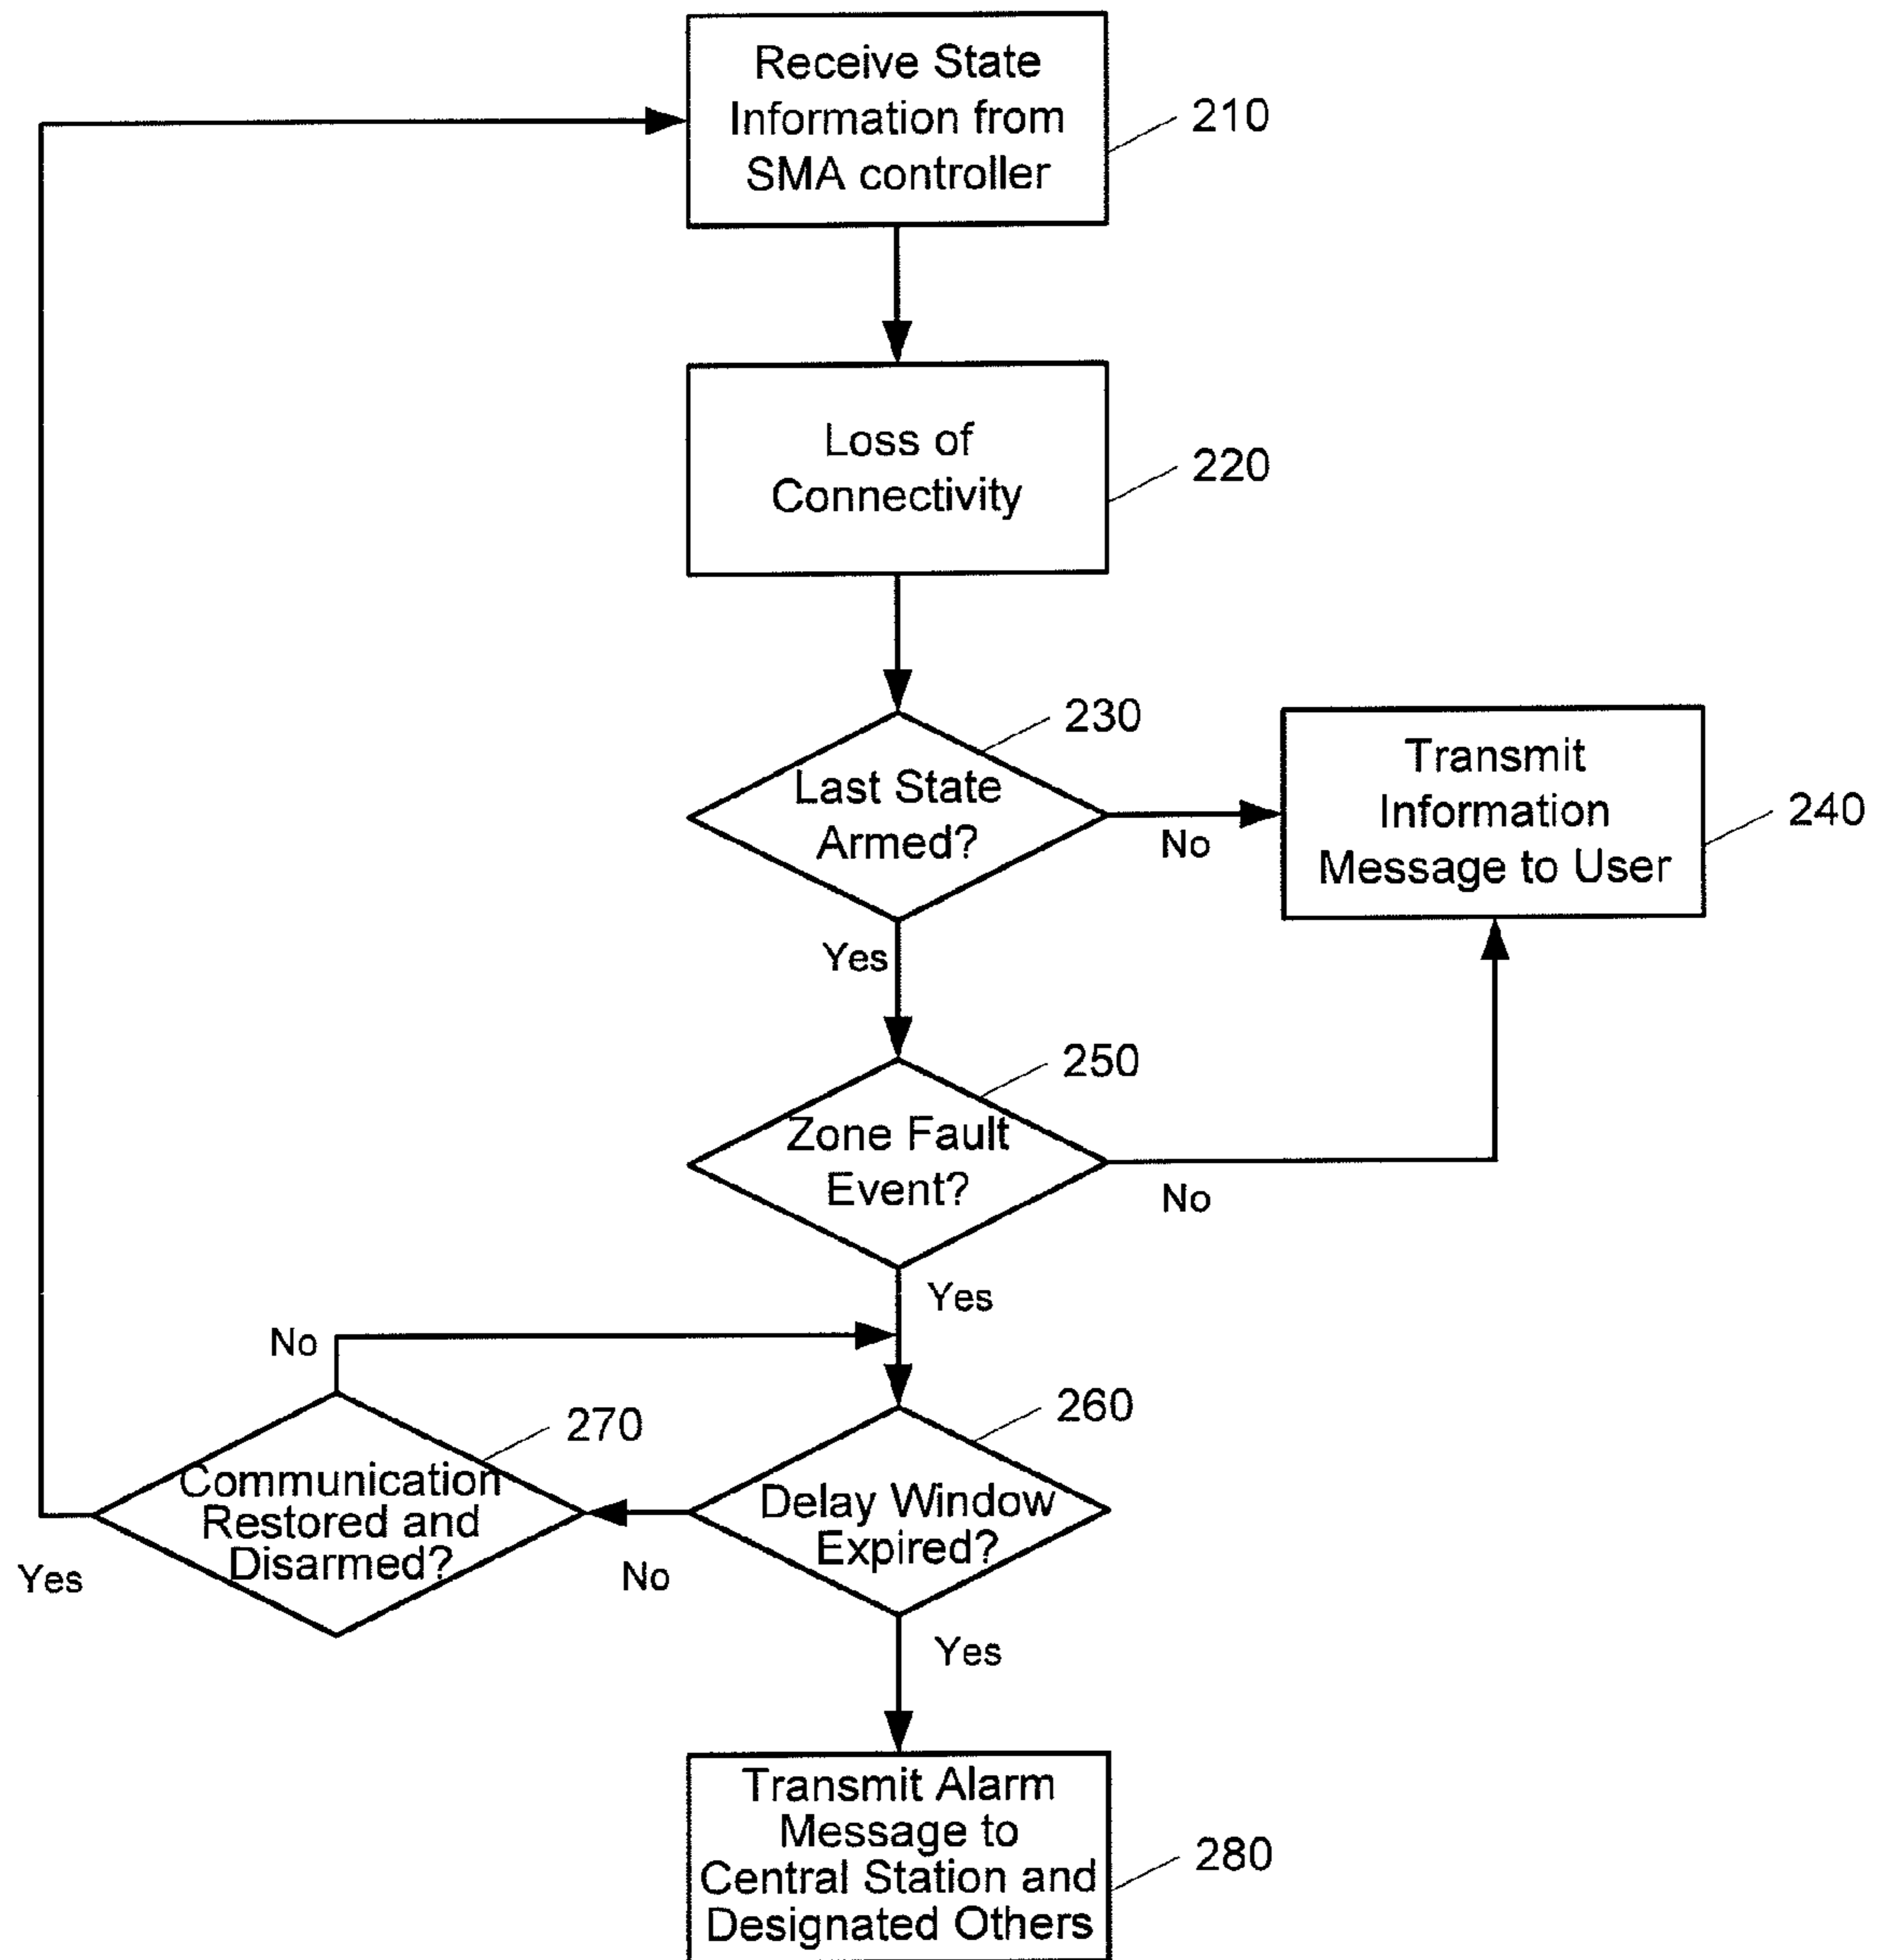 Receive State
Information from
SMA controller
210
Loss of
Connectivity
220
230
Last State
Armed?
No
Transmit
Information
Message to User
240
Yes
250
Zone Fault
Event?
No
Yes
No
260
270
Communication
Restored and
Disarmed?
Delay Window
Expired?
Yes
No
Yes
Transmit Alarm
Message to
Central Station and
Designated Others
280